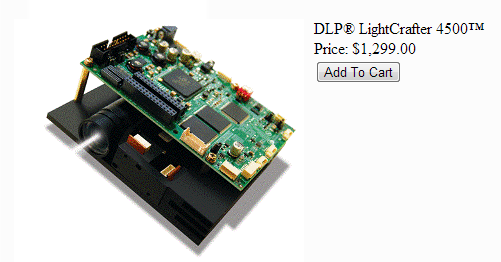 DLP® LightCrafter 4500™
Price: $1,299.00
Add To Cart